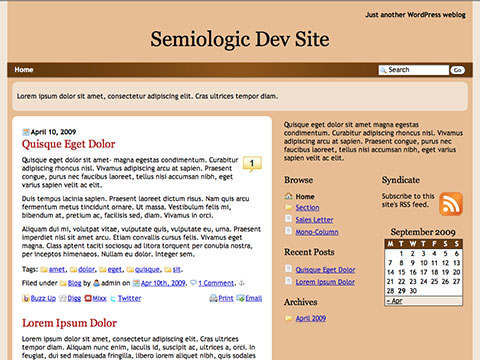 Just another WordPress weblog
Semiologic Dev Site
Home
Search
Go
Lorem ipsum dolor sit amet, consectetur adipiscing elit. Cras ultrices tempor diam.
April 10, 2009
Quisque Eget Dolor
1
Quisque eget dolor sit amet- magna egestas condimentum. Curabitur
adipiscing rhoncus nisl. Vivamus adipiscing arcu at sapien. Praesent
congue, purus nec faucibus laoreet, tellus nisi accumsan nibh, eget
varius sapien velit ac elit.
Duis tempus lacinia sapien. Praesent laoreet dictum risus. Nam quis arcu
fermentum metus tincidunt ornare. Ut ut massa. Vestibulum felis mi,
bibendum at, pretium ac, facilisis sed, diam. Vivamus in orci.
Aliquam dui mi, volutpat vitae, vulputate quis, vulputate eu, urna. Praesent
imperdiet nisi sit amet arcu. Etiam convallis cursus felis. Vivamus eget
magna. Class aptent taciti sociosqu ad litora torquent per conubia nostra,
per inceptos himenaeos. Nullam eu dolor. Integer sem.
Tags: amet, dolor, eget, quisque, sit.
Filed under Blog by admin on Apr 10th, 2009. 1 Comment.
Buzz Up Digg Mixx Twitter Print Email
Lorem Ipsum Dolor
Lorem ipsum dolor sit amet, consectetur adipiscing elit. Cras ultrices
tempor diam. Aliquam nunc enim, iaculis id, suscipit ac, ultrices a, orci. In
feugiat, dui sed malesuada fringilla, libero lorem aliquet nibh, quis sodales
Quisque eget dolor sit amet magna egestas
condimentum. Curabitur adipiscing rhoncus nisl. Vivamus
adipiscing arcu at sapien. Praesent congue, purus nec
faucibus laoreet, tellus nisi accumsan nibh, eget varius
sapien velit ac elit.
Browse
Home
Section
Sales Letter
Mono-Column
Recent Posts
Quisque Eget Dolor
Lorem Ipsum Dolor
Archives
April 2009
Syndicate
Subscribe to this
site's RSS feed.
September 2009
M T W T F S S
1 2 3 4 5 6
7 8 9 10 11 12 13
14 15 16 17 18 19 20
21 22 23 24 25 26 27
28 29 30
« Apr